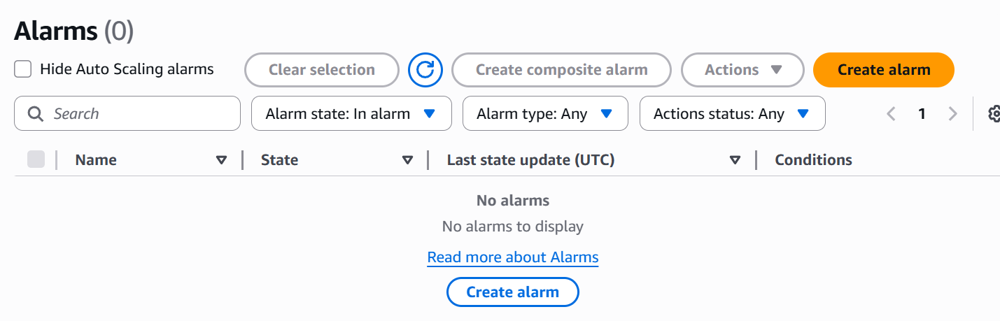 Alarms (0)
Hide Auto Scaling alarms Clear selection Create composite alarm Actions Create alarm
Search Alarm state: In alarm Alarm type: Any Actions status: Any 1
Name State Last state update (UTC) Conditions
No alarms
No alarms to display
Read more about Alarms
Create alarm